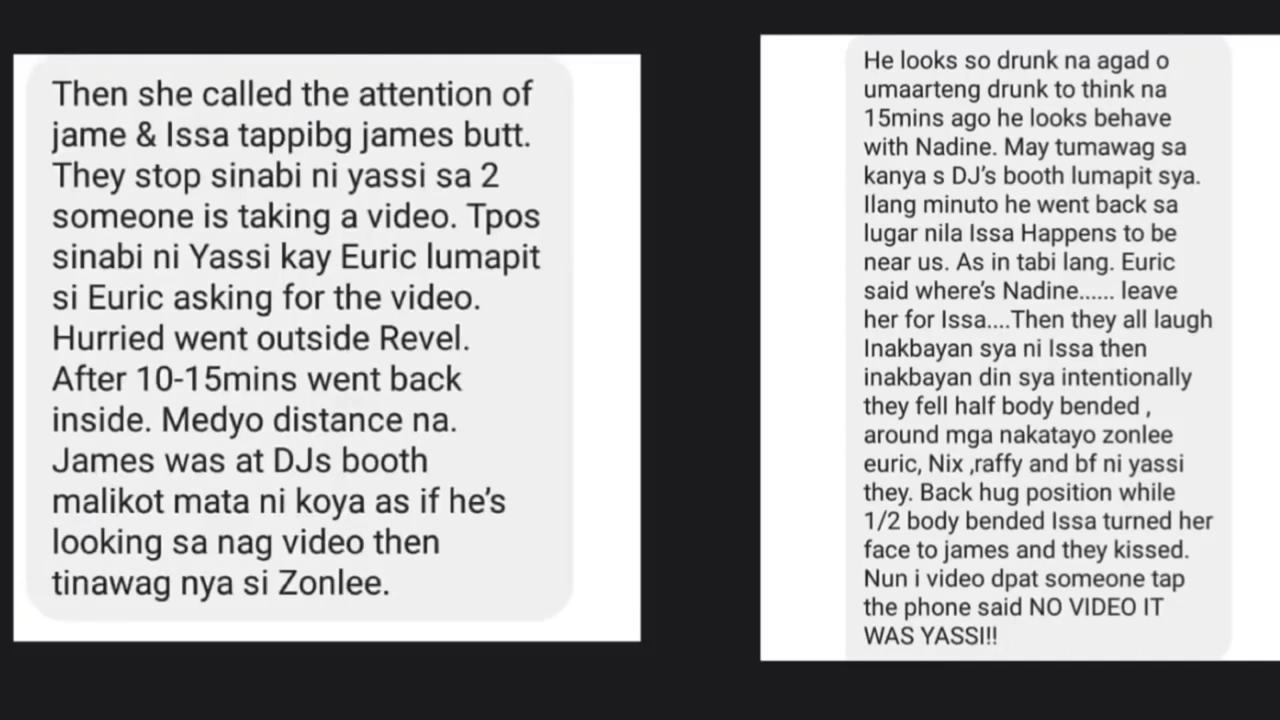 Then she called the attention of
jame & Issa tappibg james butt.
They stop sinabi ni yassi sa 2
someone is taking a video. Tpos
sinabi ni Yassi kay Euric lumapit
si Euric asking for the video.
Hurried went outside Revel.
After 10-15mins went back
inside. Medyo distance na.
James was at DJs booth
malikot mata ni koya as if he's
looking sa nag video then
tinawag nya si Zonlee.
He looks so drunk na agad o
umaarteng drunk to think na
15mins ago he looks behave
with Nadine. May tumawag sa
kanya s DJ's booth lumapit sya.
Ilang minuto he went back sa
lugar nila Issa Happens to be
near us. As in tabi lang. Euric
said where's Nadine...... leave
her for Issa....Then they all laugh
Inakbayan sya ni Issa then
inakbayan din sya intentionally
they fell half body bended ,
around mga nakatayo zonlee
euric, Nix ,raffy and bf ni yassi
they. Back hug position while
1/2 body bended Issa turned her
face to james and they kissed.
Nun i video dpat someone tap
the phone said NO VIDEO IT
WAS YASSI!!